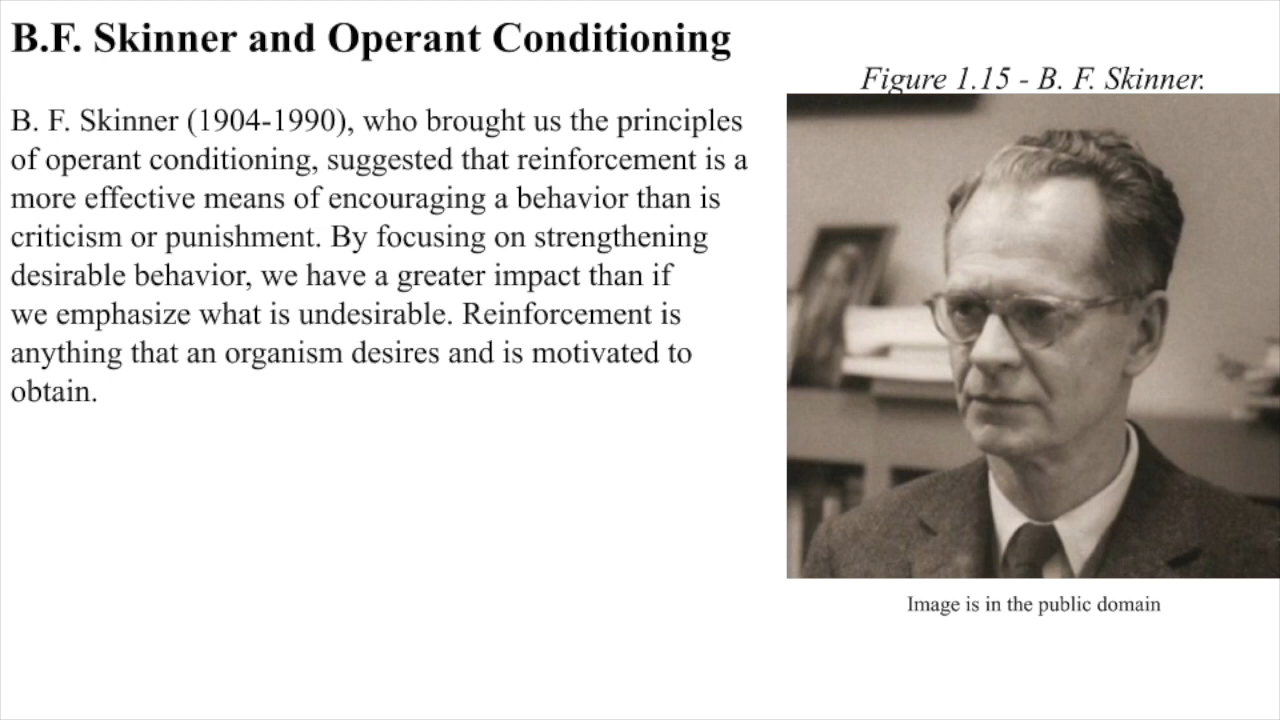 B.F. Skinner and Operant Conditioning
B. F. Skinner (1904-1990), who brought us the principles
of operant conditioning, suggested that reinforcement is a
more effective means of encouraging a behavior than is
criticism or punishment. By focusing on strengthening
desirable behavior, we have a greater impact than if
we emphasize what is undesirable. Reinforcement is
anything that an organism desires and is motivated to
obtain.
Figure 1.15 - B. F. Skinner.
Image is in the public domain